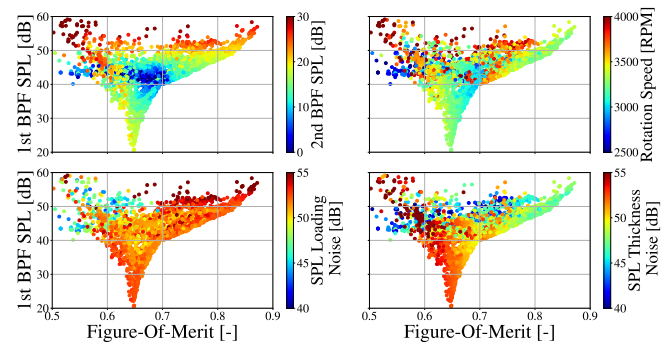 60
50
40
30
20
1st BPF SPL [dB]
30
20
10
0
2nd BPF SPL [dB]
4000
3500
3000
2500
Rotation Speed [RPM]
60
50
40
30
20
1st BPF SPL [dB]
0.5 0.6 0.7 0.8 0.9
Figure-Of-Merit [-]
55
50
45
40
SPL Loading
Noise [dB]
0.5 0.6 0.7 0.8 0.9
Figure-Of-Merit [-]
55
50
45
40
SPL Thickness
Noise [dB]